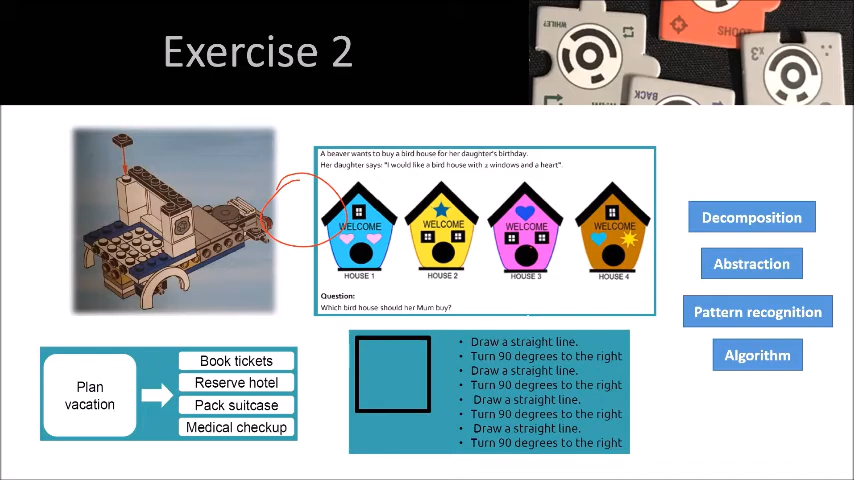 Exercise 2
WHILE?
SHOO
BACK
x3
A beaver wants to buy a bird house for her daughter's birthday.
Her daughter says: "I would like a bird house with 2 windows and a heart".
WELCOME
WELCOME
WELCOME
WELCOME
HOUSE 1
HOUSE 2
HOUSE 3
HOUSE 4
Question:
Which bird house should her Mum buy?
Decomposition
Abstraction
Pattern recognition
Algorithm
Plan
vacation
Book tickets
Reserve hotel
Pack suitcase
Medical checkup
• Draw a straight line.
• Turn 90 degrees to the right
• Draw a straight line.
• Turn 90 degrees to the right
• Draw a straight line.
• Turn 90 degrees to the right
• Draw a straight line.
• Turn 90 degrees to the right